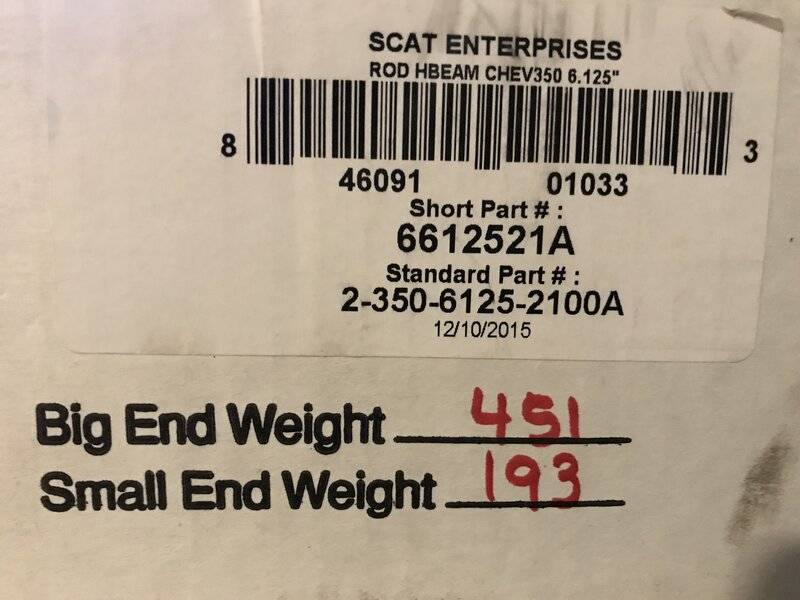 SCAT ENTERPRISES
ROD HBEAM CHEV350 6.125"
8 46091 01033 3
Short Part # :
6612521A
Standard Part # :
2-350-6125-2100A
12/10/2015
Big End Weight 451
Small End Weight 193